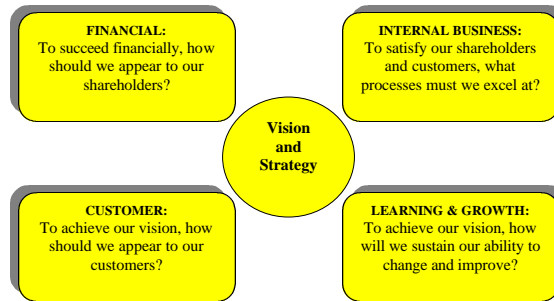 FINANCIAL:
To succeed financially, how
should we appear to our
shareholders?
INTERNAL BUSINESS:
To satisfy our shareholders
and customers, what
processes must we excel at?
Vision
and
Strategy
CUSTOMER:
To achieve our vision, how
should we appear to our
customers?
LEARNING & GROWTH:
To achieve our vision, how
will we sustain our ability to
change and improve?